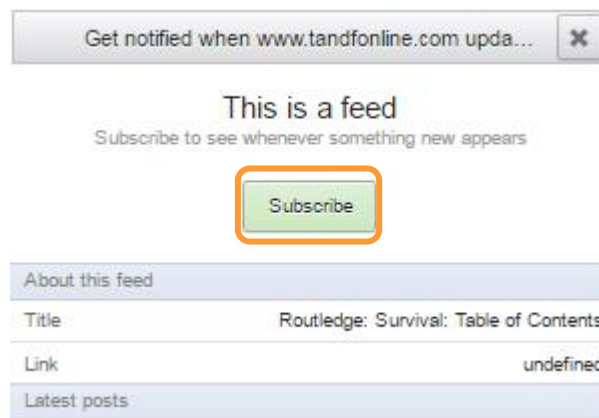 Get notified when www.tandfonline.com upda...
This is a feed
Subscribe to see whenever something new appears
Subscribe
About this feed
Title Routledge: Survival: Table of Contents
Link undefined
Latest posts